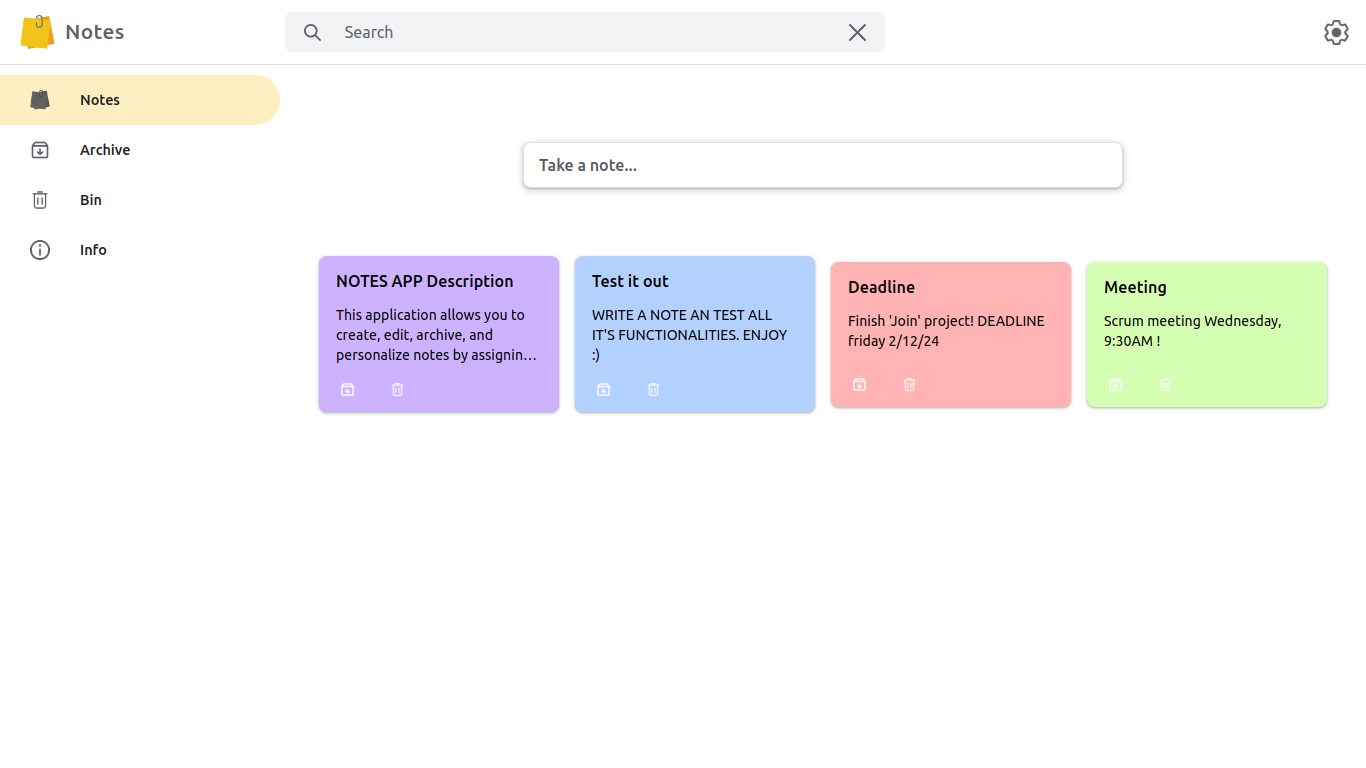 Notes
Search
Notes
Archive
Bin
Info
Take a note...
NOTES APP Description
This application allows you to
create, edit, archive, and
personalize notes by assignin…
Test it out
WRITE A NOTE AN TEST ALL
IT'S FUNCTIONALITIES. ENJOY
:)
Deadline
Finish 'Join' project! DEADLINE
friday 2/12/24
Meeting
Scrum meeting Wednesday,
9:30AM !